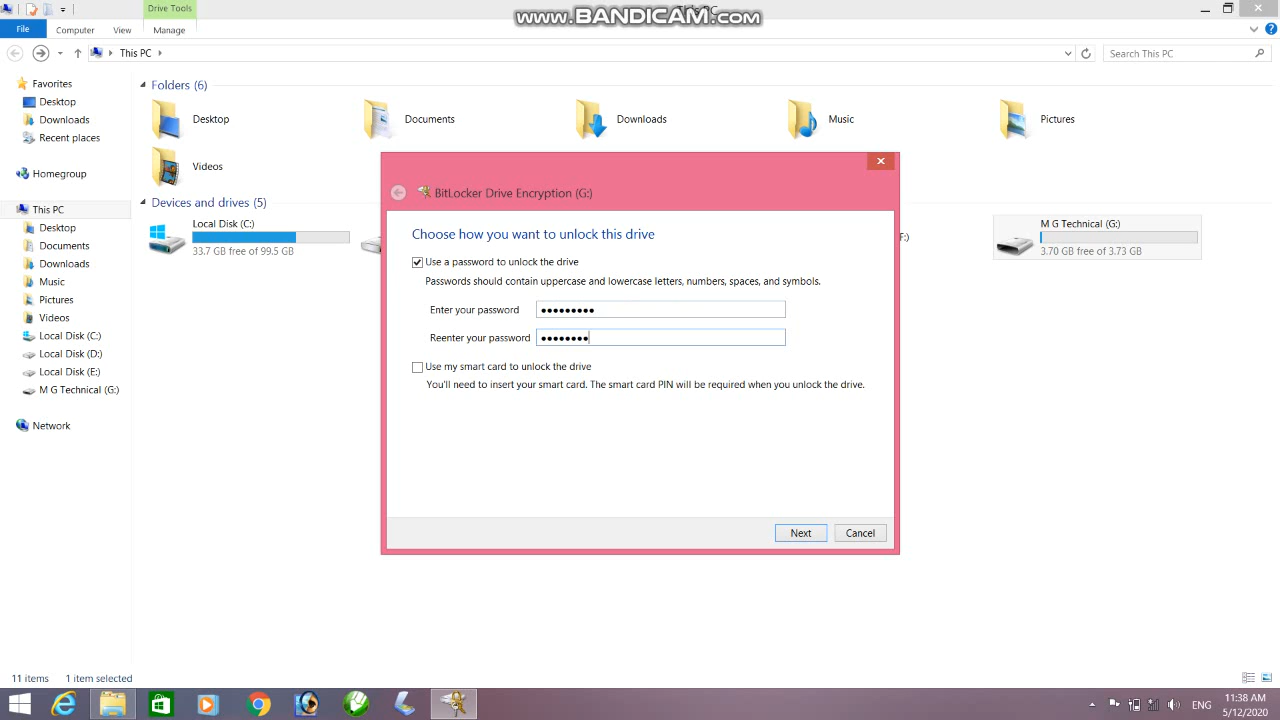 Drive Tools
This PC
www.BANDICAM.com
File
Computer
View
Manage
This PC
Search This PC
Favorites
Desktop
Downloads
Recent places
Homegroup
This PC
Desktop
Documents
Downloads
Music
Pictures
Videos
Local Disk (C:)
Local Disk (D:)
Local Disk (E:)
M G Technical (G:)
Network
Folders (6)
Desktop
Documents
Downloads
Music
Pictures
Videos
Devices and drives (5)
Local Disk (C:)
33.7 GB free of 99.5 GB
F:)
M G Technical (G:)
3.70 GB free of 3.73 GB
BitLocker Drive Encryption (G:)
Choose how you want to unlock this drive
Use a password to unlock the drive
Passwords should contain uppercase and lowercase letters, numbers, spaces, and symbols.
Enter your password
●●●●●●●●●
Reenter your password
●●●●●●●●
Use my smart card to unlock the drive
You'll need to insert your smart card. The smart card PIN will be required when you unlock the drive.
Next
Cancel
11 items
1 item selected
ENG
11:38 AM
5/12/2020